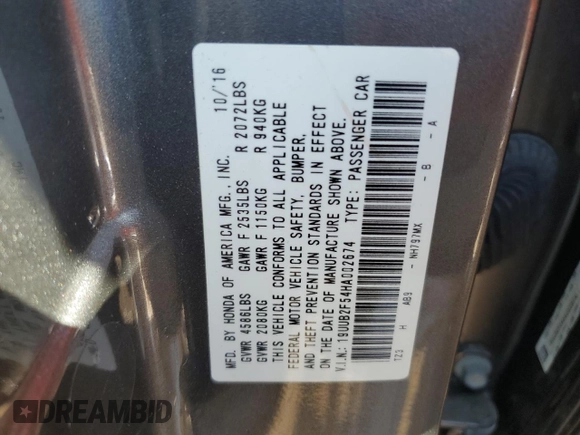 MFD. BY HONDA OF AMERICA MFG., INC. 10/'16
GVWR 4586LBS GAWR F 2535LBS R 2072LBS
GVWR 2080KG GAWR F 1150KG R 940KG
THIS VEHICLE CONFORMS TO ALL APPLICABLE
FEDERAL MOTOR VEHICLE SAFETY, BUMPER,
AND THEFT PREVENTION STANDARDS IN EFFECT
ON THE DATE OF MANUFACTURE SHOWN ABOVE.
V.I.N.: 19UUB2F54HA002674 TYPE: PASSENGER CAR
TZ3 H AB9 - NH797MX - B - A
DREAMBID